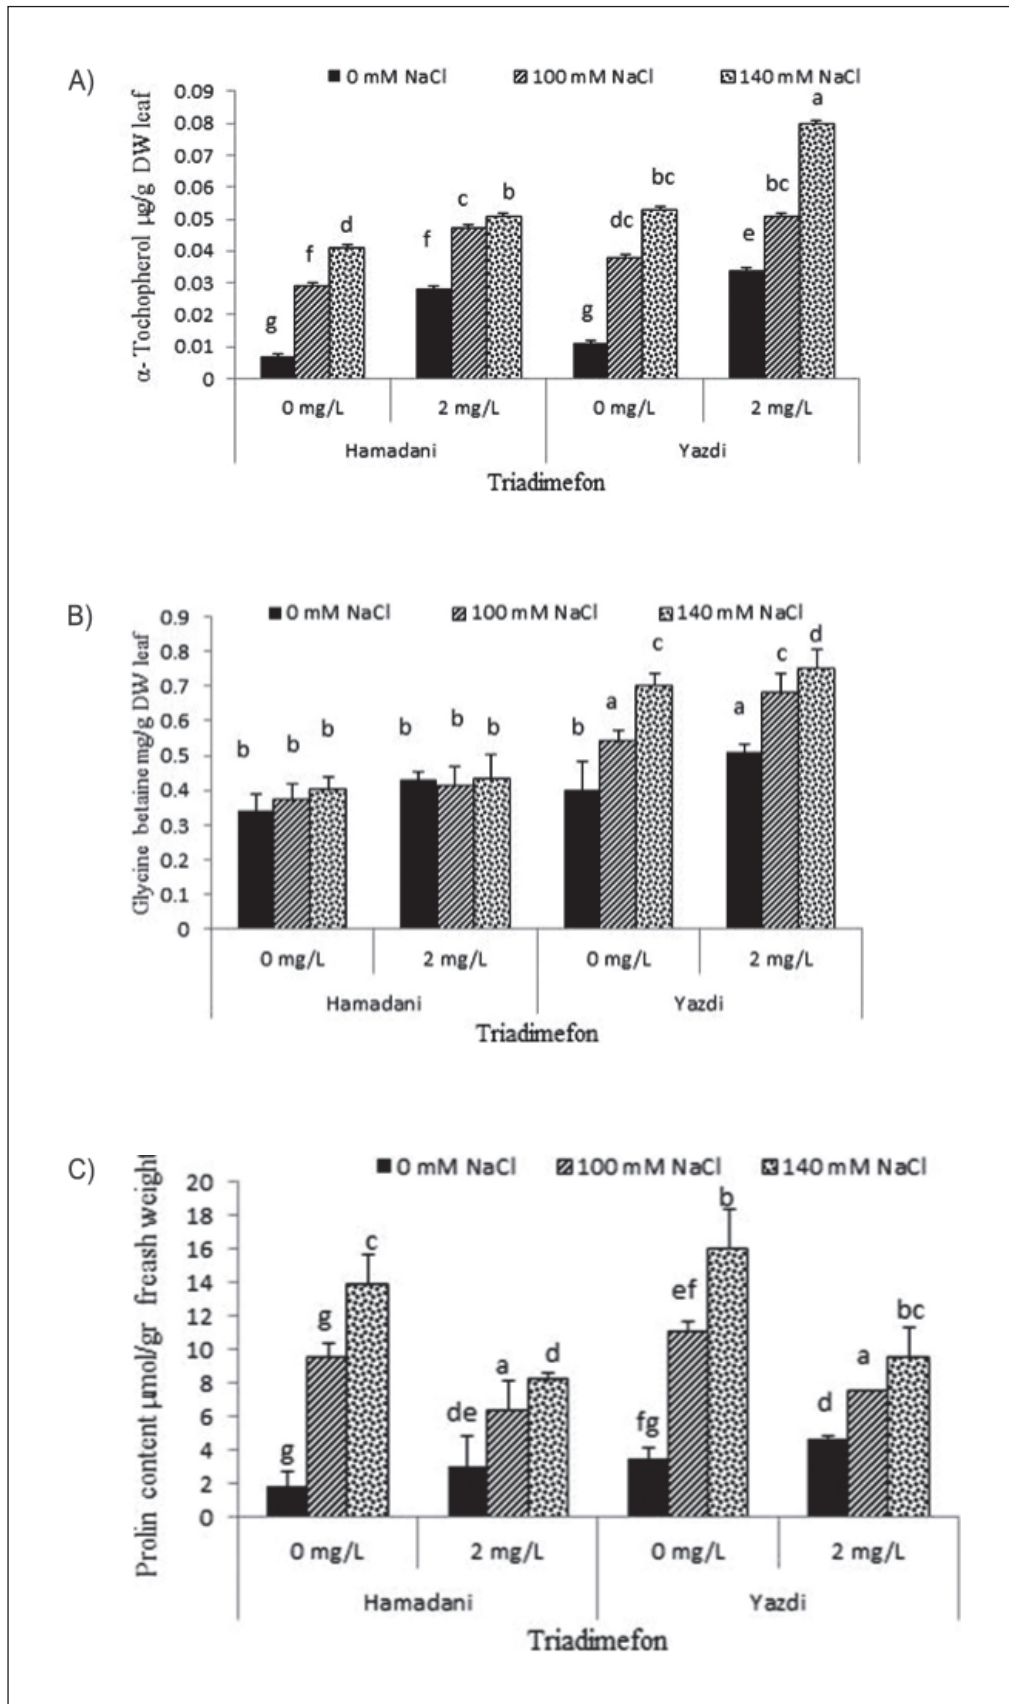 A)
0 mM NaCl 100 mM NaCl 140 mM NaCl
α- Tochopherol µg/g DW leaf
0.09
0.08
0.07
0.06
0.05
0.04
0.03
0.02
0.01
0
g f d f c b g dc bc e bc a
0 mg/L 2 mg/L 0 mg/L 2 mg/L
Hamadani Yazdi
Triadimefon
B)
0 mM NaCl 100 mM NaCl 140 mM NaCl
Glycine betaine mg/g DW leaf
0.9
0.8
0.7
0.6
0.5
0.4
0.3
0.2
0.1
0
b b b b b b b a c a c d
0 mg/L 2 mg/L 0 mg/L 2 mg/L
Hamadani Yazdi
Triadimefon
C)
0 mM NaCl 100 mM NaCl 140 mM NaCl
Prolin content µmol/gr freash weight
20
18
16
14
12
10
8
6
4
2
0
g g c de a d fg ef b d a bc
0 mg/L 2 mg/L 0 mg/L 2 mg/L
Hamadani Yazdi
Triadimefon